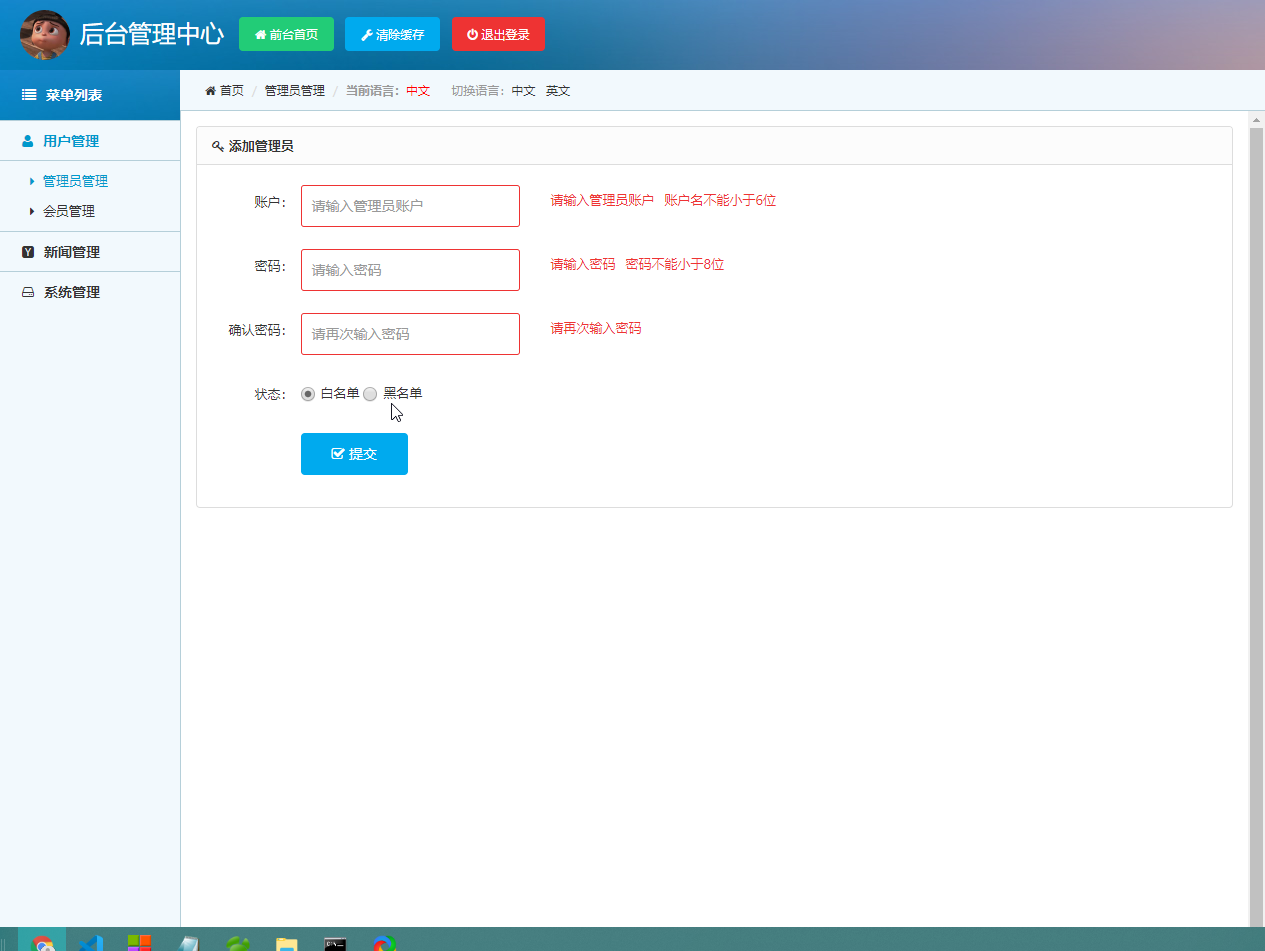 后台管理中心 前台首页 清除缓存 退出登录
菜单列表
首页 / 管理员管理 / 当前语言：中文 切换语言：中文 英文
用户管理
管理员管理
会员管理
新闻管理
系统管理
添加管理员
账户： 请输入管理员账户 请输入管理员账户 账户名不能小于6位
密码： 请输入密码 请输入密码 密码不能小于8位
确认密码： 请再次输入密码 请再次输入密码
状态： 白名单 黑名单
提交